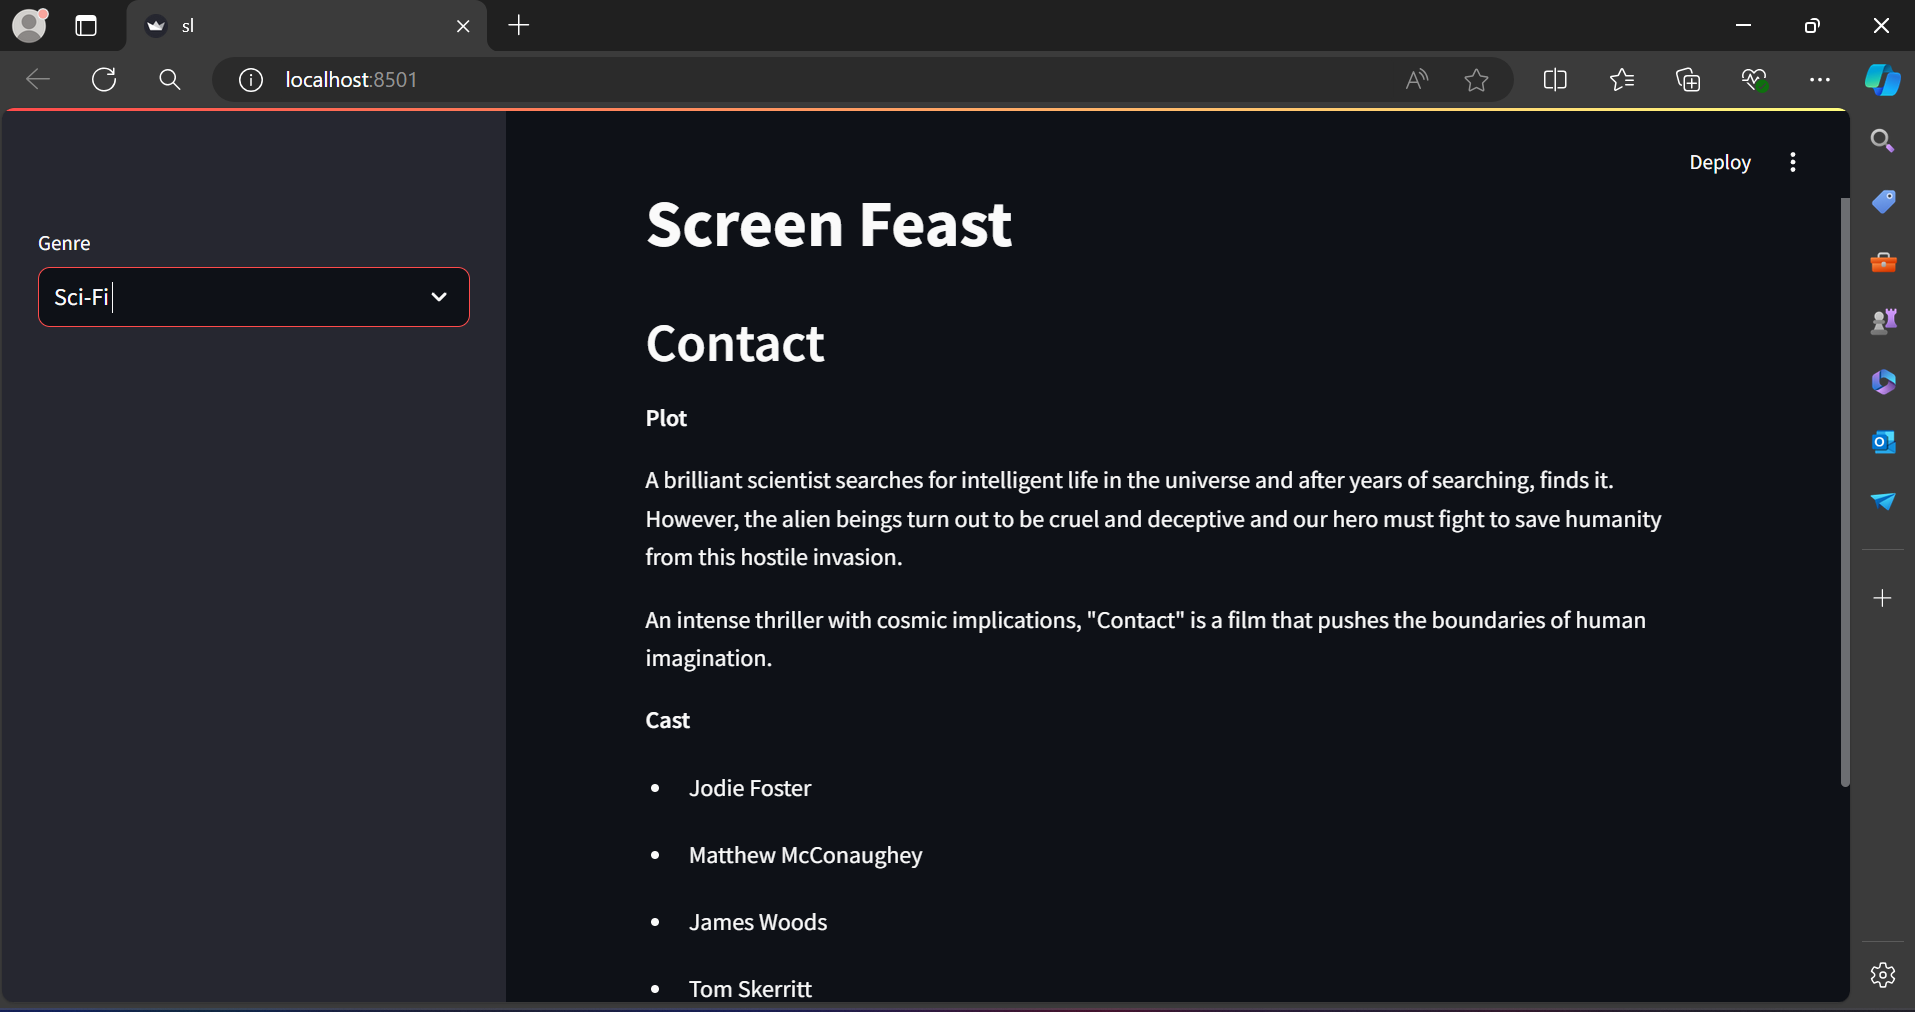 sl
localhost:8501
Deploy
Genre
Sci-Fi
Screen Feast
Contact
Plot
A brilliant scientist searches for intelligent life in the universe and after years of searching, finds it.
However, the alien beings turn out to be cruel and deceptive and our hero must fight to save humanity
from this hostile invasion.
An intense thriller with cosmic implications, "Contact" is a film that pushes the boundaries of human
imagination.
Cast
• Jodie Foster
• Matthew McConaughey
• James Woods
• Tom Skerritt